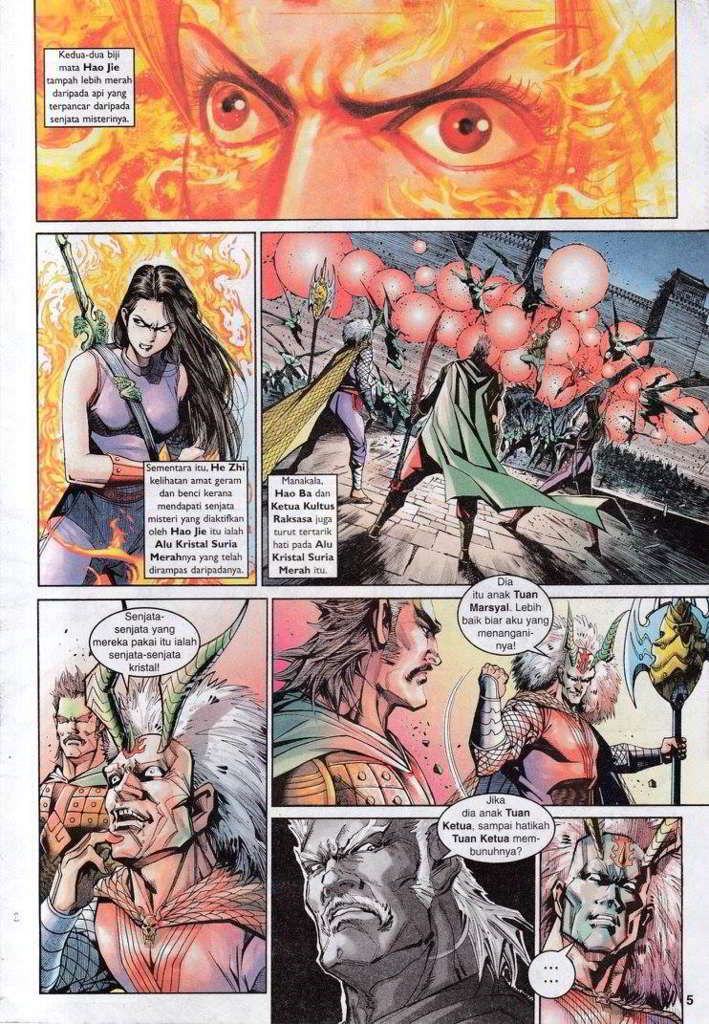 Kedua-dua biji
mata Hao Jie
tampah lebih merah
daripada api yang
terpancar daripada
senjata misterinya.
Sementara itu, He Zhi
kelihatan amat geram
dan benci kerana
mendapati senjata
misteri yang diaktifkan
oleh Hao Jie itu ialah
Alu Kristal Suria
Merahnya yang telah
dirampas daripadanya.
Manakala,
Hao Ba dan
Ketua Kultus
Raksasa juga
turut tertarik
hati pada Alu
Kristal Suria
Merah itu.
Senjata-
senjata yang
mereka pakai itu ialah
senjata-senjata
kristal!
Dia
itu anak Tuan
Marsyal. Lebih
baik biar aku yang
menangani-
nya!
Jika
dia anak Tuan
Ketua, sampai hatikah
Tuan Ketua mem-
bunuhnya?
...
...
5